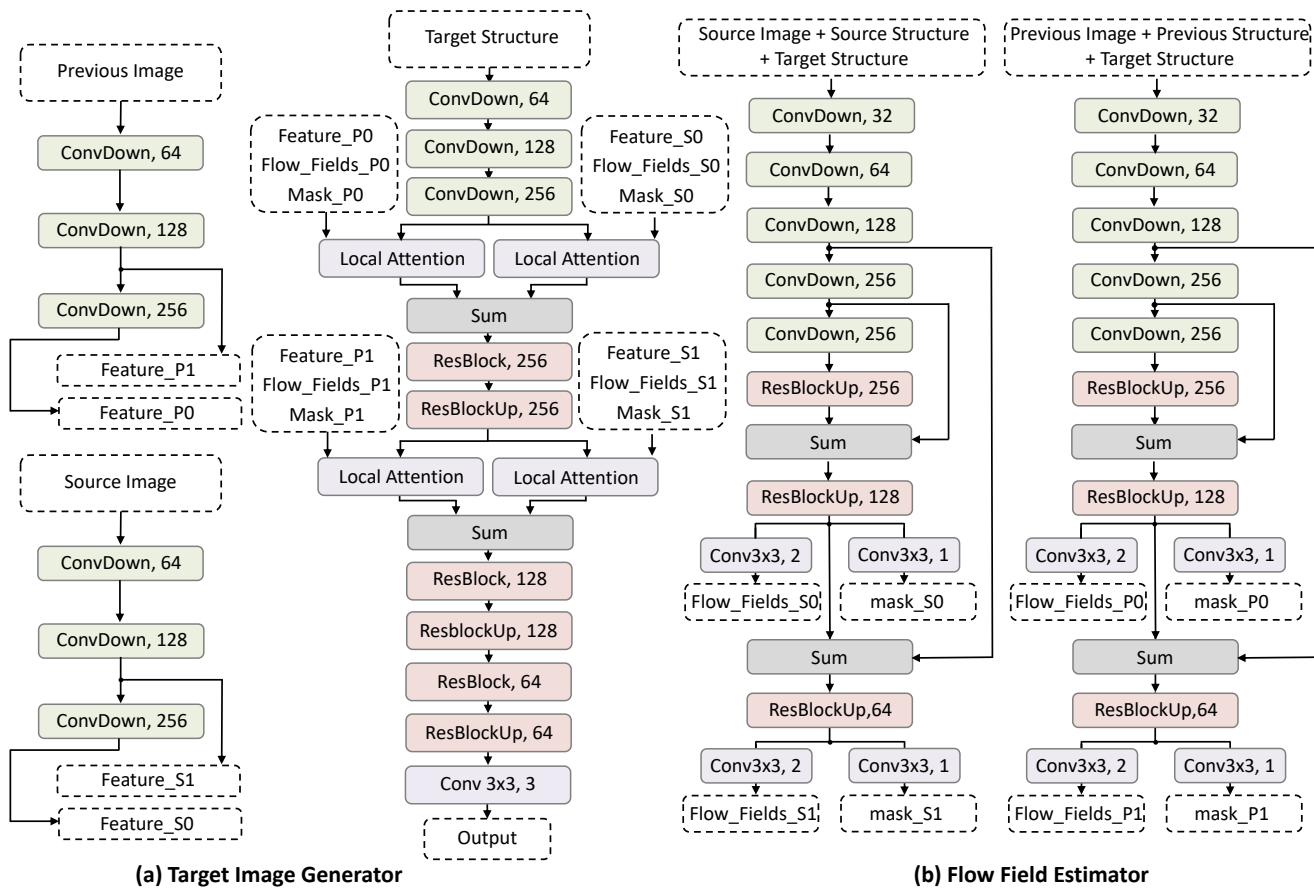 Previous Image
ConvDown, 64
ConvDown, 128
ConvDown, 256
Feature_P1
Feature_P0
Source Image
ConvDown, 64
ConvDown, 128
ConvDown, 256
Feature_S1
Feature_S0
Target Structure
ConvDown, 64
ConvDown, 128
ConvDown, 256
Feature_P0
Flow_Fields_P0
Mask_P0
Feature_S0
Flow_Fields_S0
Mask_S0
Local Attention
Local Attention
Sum
ResBlock, 256
ResBlockUp, 256
Feature_P1
Flow_Fields_P1
Mask_P1
Feature_S1
Flow_Fields_S1
Mask_S1
Local Attention
Local Attention
Sum
ResBlock, 128
ResblockUp, 128
ResBlock, 64
ResBlockUp, 64
Conv 3x3, 3
Output
(a) Target Image Generator
Source Image + Source Structure
+ Target Structure
ConvDown, 32
ConvDown, 64
ConvDown, 128
ConvDown, 256
ConvDown, 256
ResBlockUp, 256
Sum
ResBlockUp, 128
Conv3x3, 2
Conv3x3, 1
Flow_Fields_S0
mask_S0
Sum
ResBlockUp,64
Conv3x3, 2
Conv3x3, 1
Flow_Fields_S1
mask_S1
Previous Image + Previous Structure
+ Target Structure
ConvDown, 32
ConvDown, 64
ConvDown, 128
ConvDown, 256
ConvDown, 256
ResBlockUp, 256
Sum
ResBlockUp, 128
Conv3x3, 2
Conv3x3, 1
Flow_Fields_P0
mask_P0
Sum
ResBlockUp,64
Conv3x3, 2
Conv3x3, 1
Flow_Fields_P1
mask_P1
(b) Flow Field Estimator